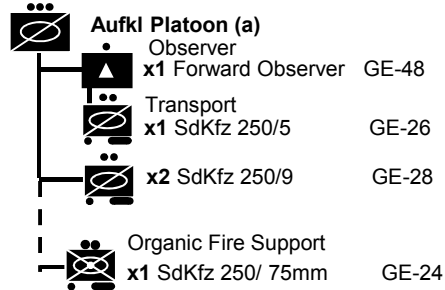 Aufkl Platoon (a)
Observer
x1 Forward Observer GE-48
Transport
x1 SdKfz 250/5 GE-26
x2 SdKfz 250/9 GE-28
Organic Fire Support
x1 SdKfz 250/ 75mm GE-24